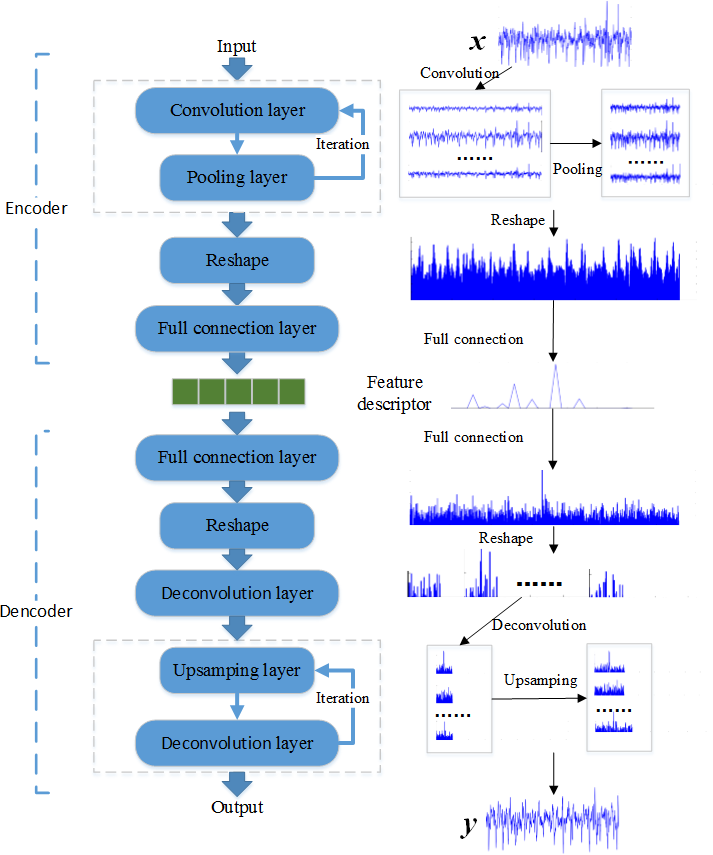 Input
Convolution layer
Iteration
Pooling layer
Encoder
Reshape
Full connection layer
Full connection layer
Reshape
Deconvolution layer
Dencoder
Upsamping layer
Iteration
Deconvolution layer
Output
x
Convolution
......
Pooling
......
Reshape
Full connection
Feature
descriptor
Full connection
Reshape
......
Deconvolution
Upsamping
......
......
y